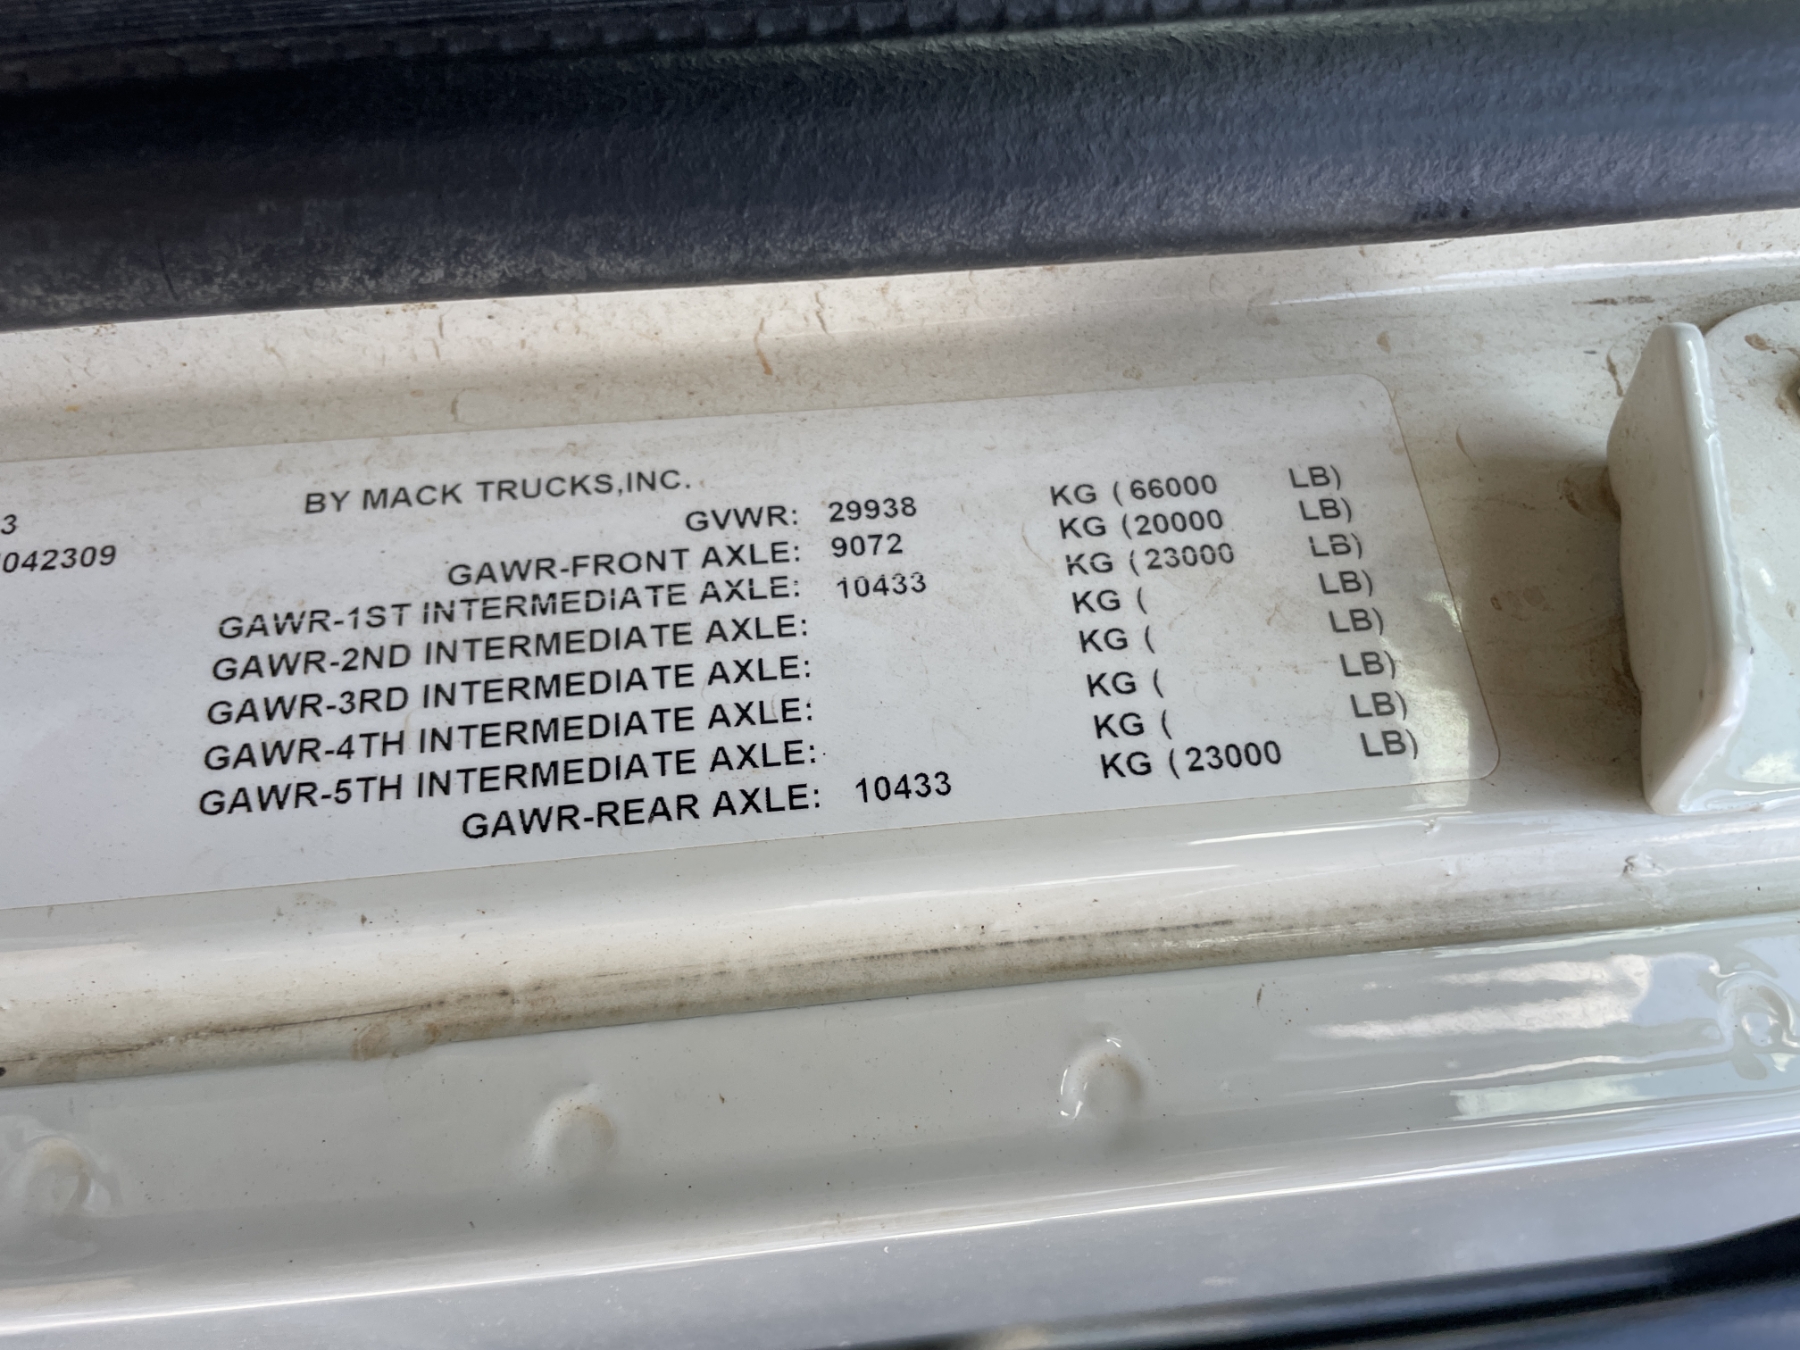 BY MACK TRUCKS,INC.
3
GVWR: 29938 KG (66000 LB)
042309
GAWR-FRONT AXLE: 9072 KG (20000 LB)
GAWR-1ST INTERMEDIATE AXLE: 10433 KG (23000 LB)
GAWR-2ND INTERMEDIATE AXLE: KG ( LB)
GAWR-3RD INTERMEDIATE AXLE: KG ( LB)
GAWR-4TH INTERMEDIATE AXLE: KG ( LB)
GAWR-5TH INTERMEDIATE AXLE: KG ( LB)
GAWR-REAR AXLE: 10433 KG (23000 LB)